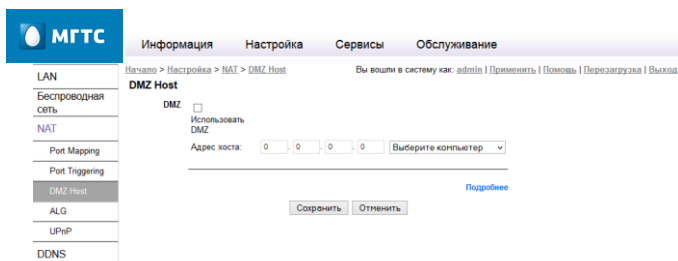 МГТС
Информация Настройка Сервисы Обслуживание
Начало > Настройка > NAT > DMZ Host Вы вошли в систему как: admin | Применить | Помощь | Перезагрузка | Выход
LAN
Беспроводная
сеть
NAT
Port Mapping
Port Triggering
DMZ Host
ALG
UPnP
DDNS
DMZ Host
DMZ
Использовать
DMZ
Адрес хоста: 0 . 0 . 0 . 0 Выберите компьютер
Подробнее
Сохранить Отменить